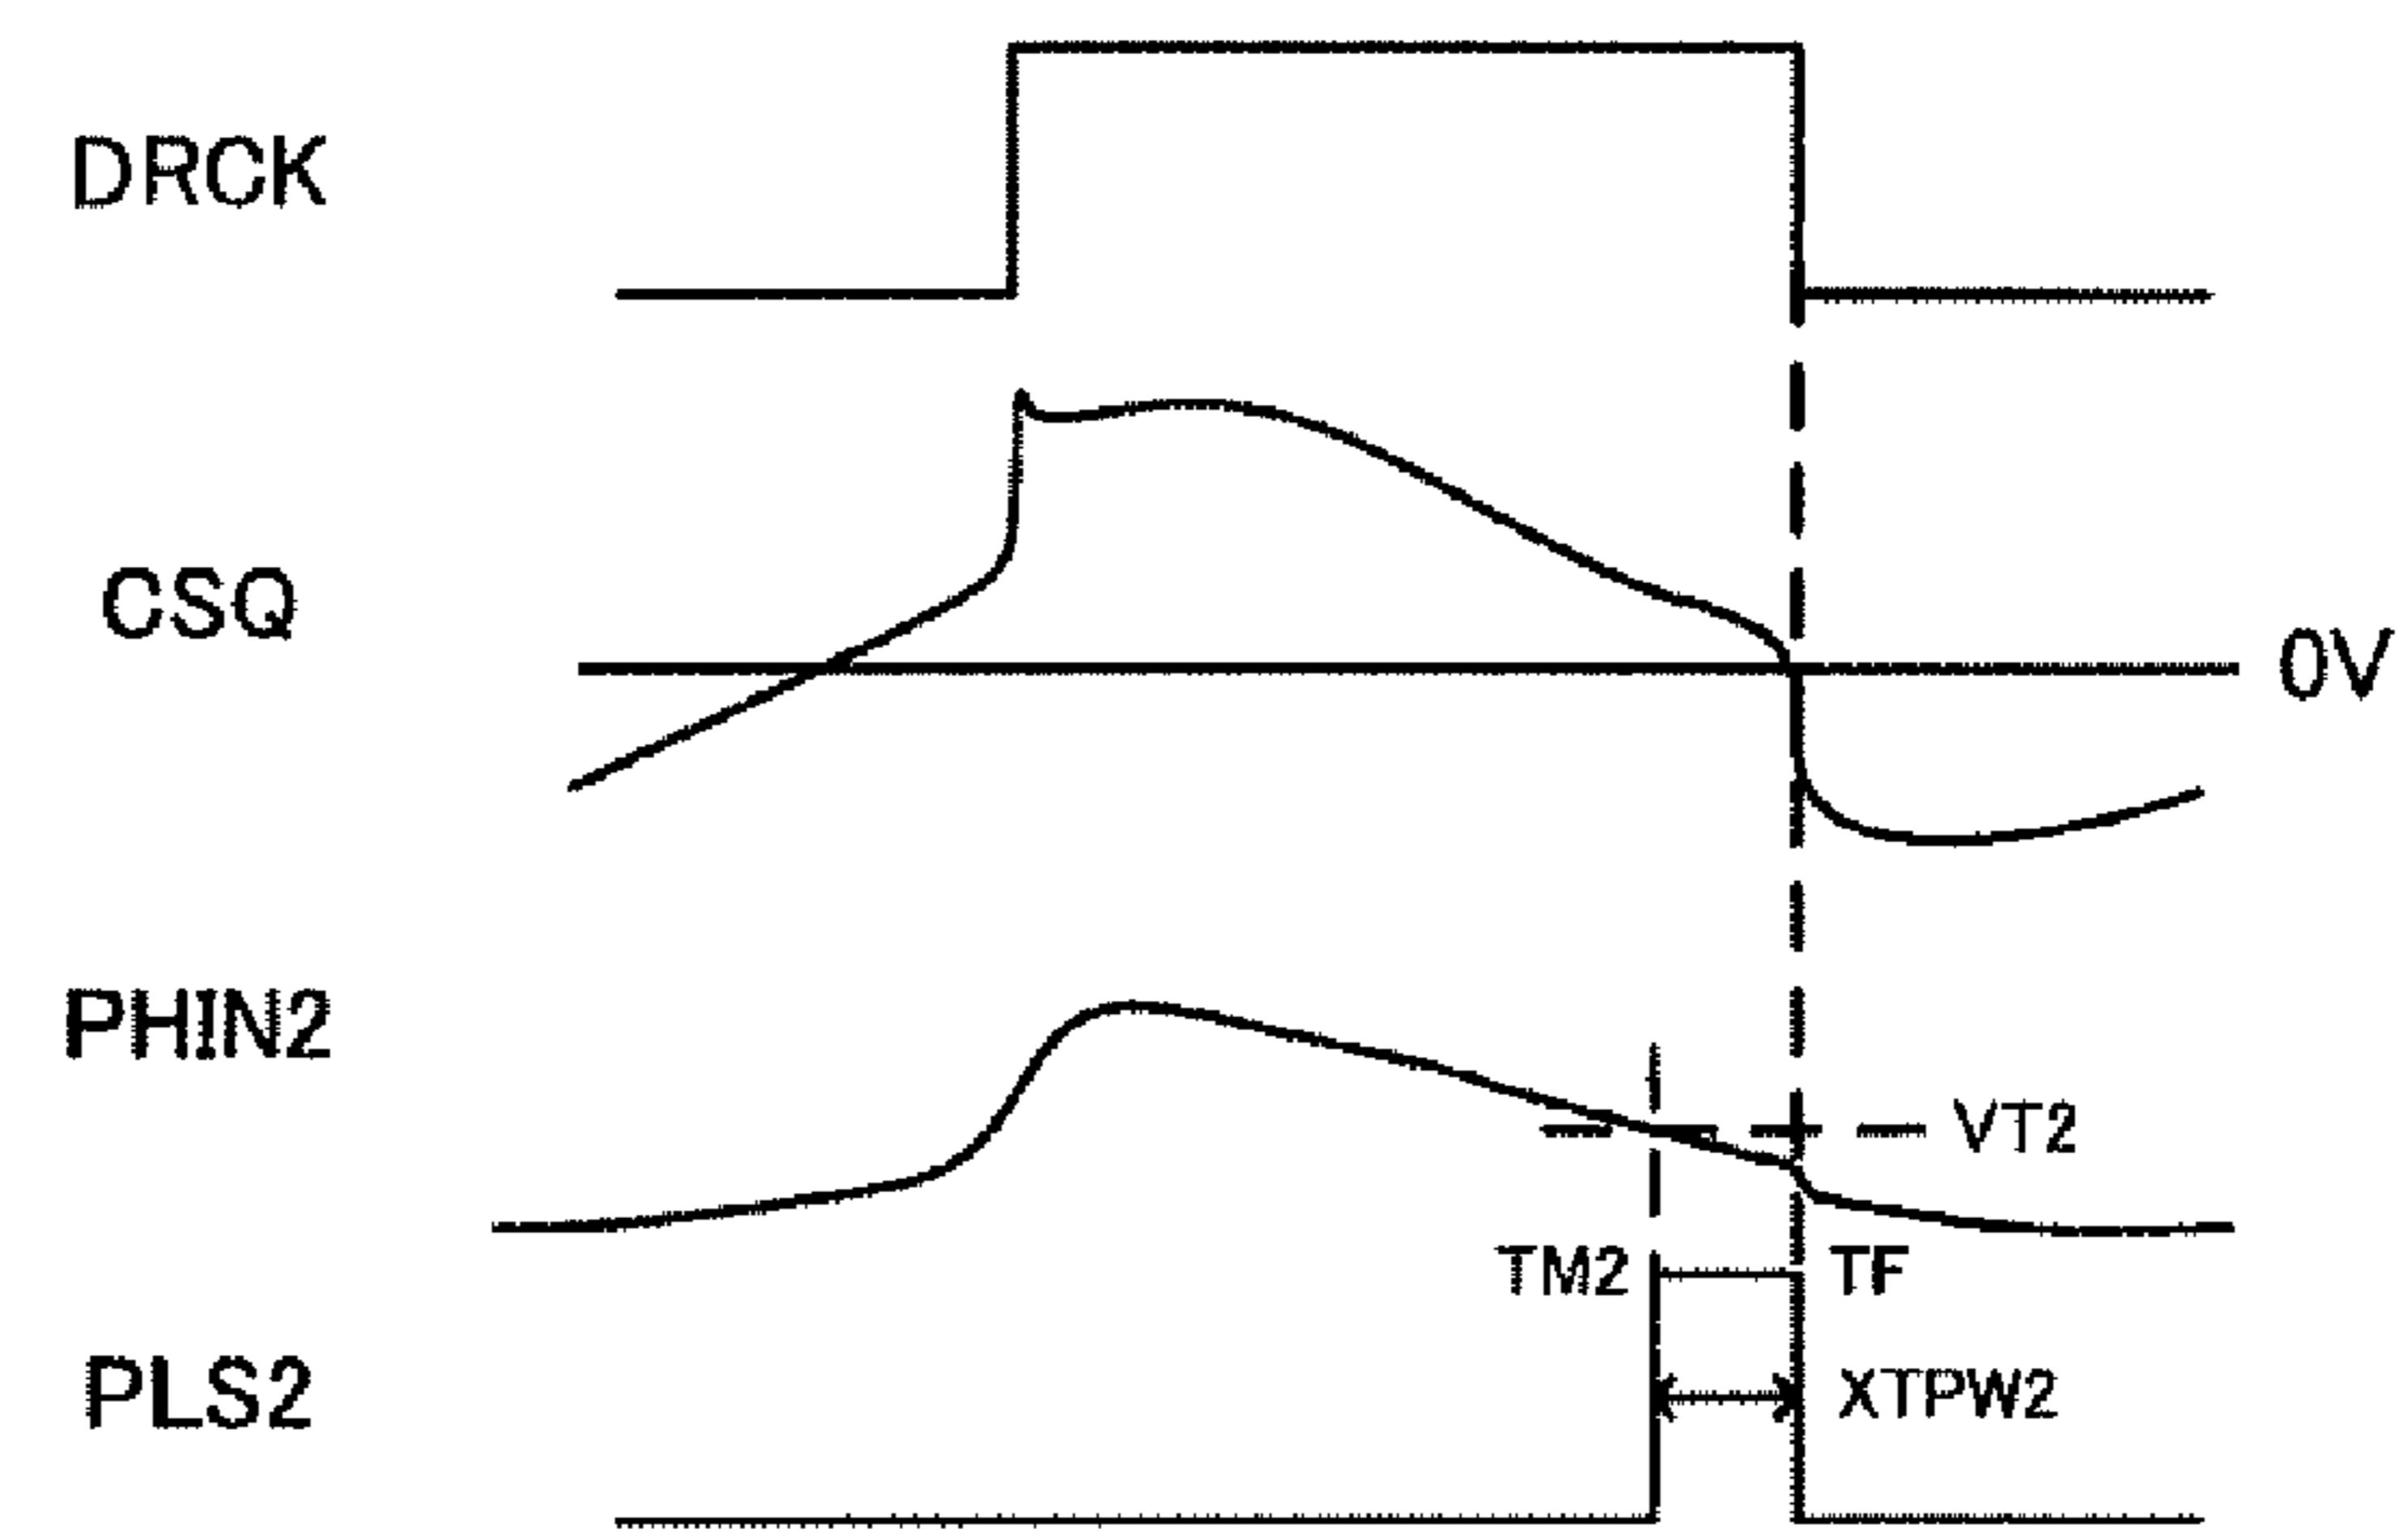 DRCK
CSQ
0V
PHIN2
VT2
TM2
TF
PLS2
XTPW2